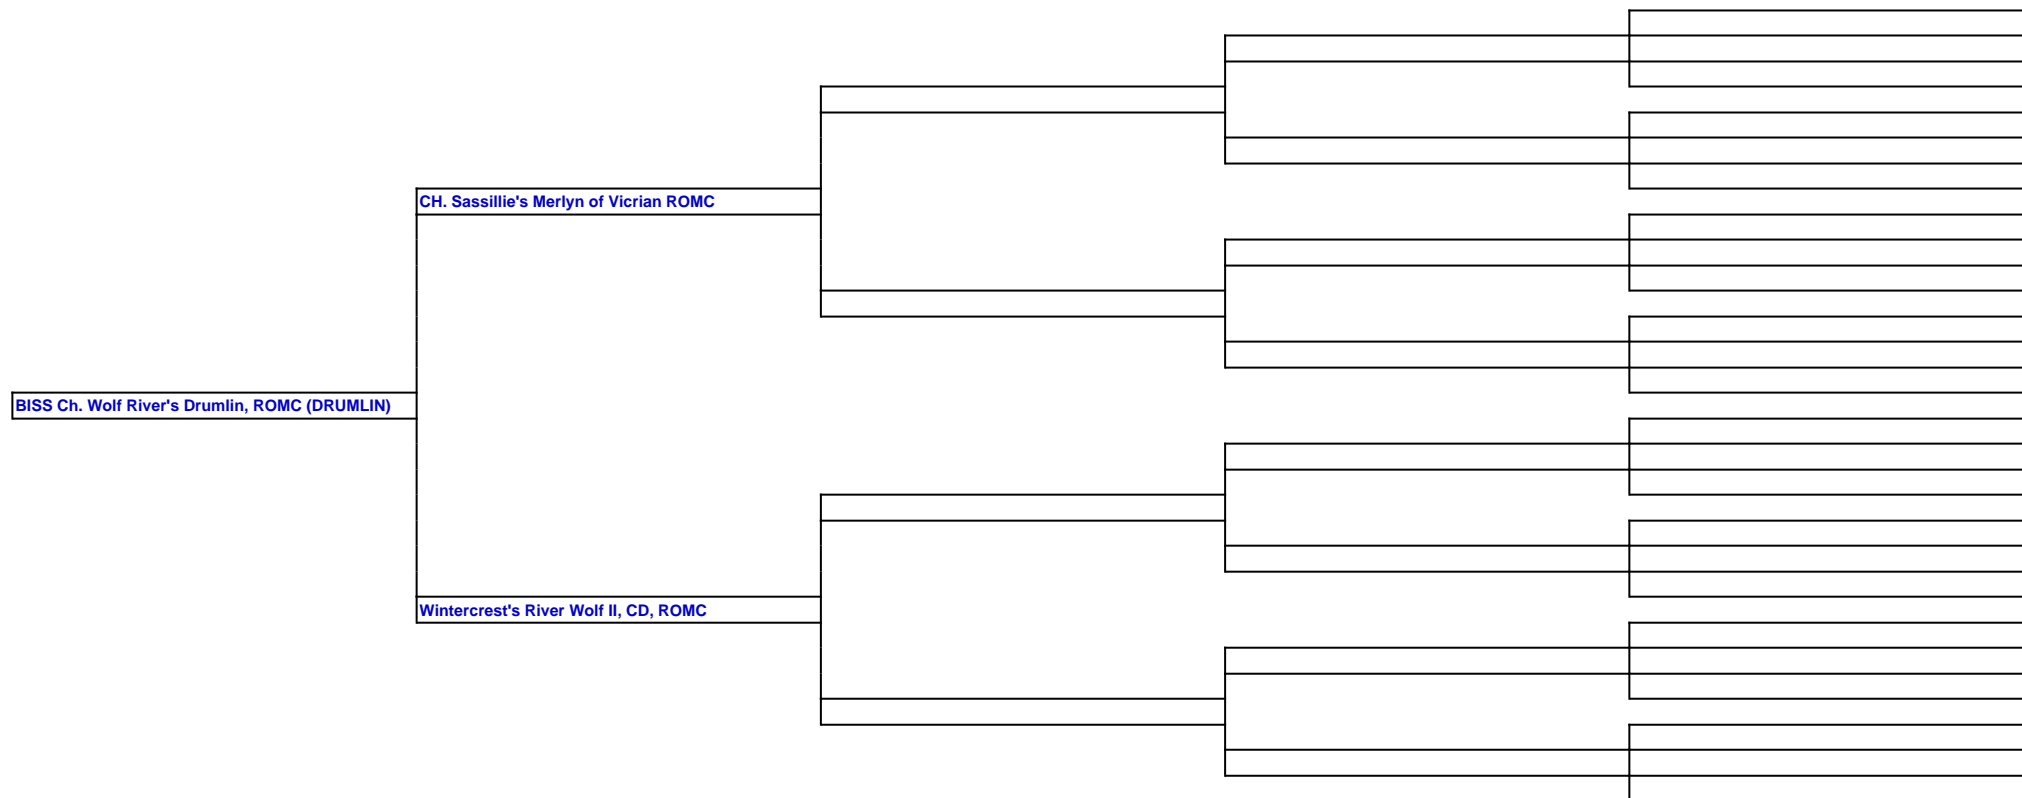 CH. Sassillie's Merlyn of Vicrian ROMC
BISS Ch. Wolf River's Drumlin, ROMC (DRUMLIN)
Wintercrest's River Wolf II, CD, ROMC